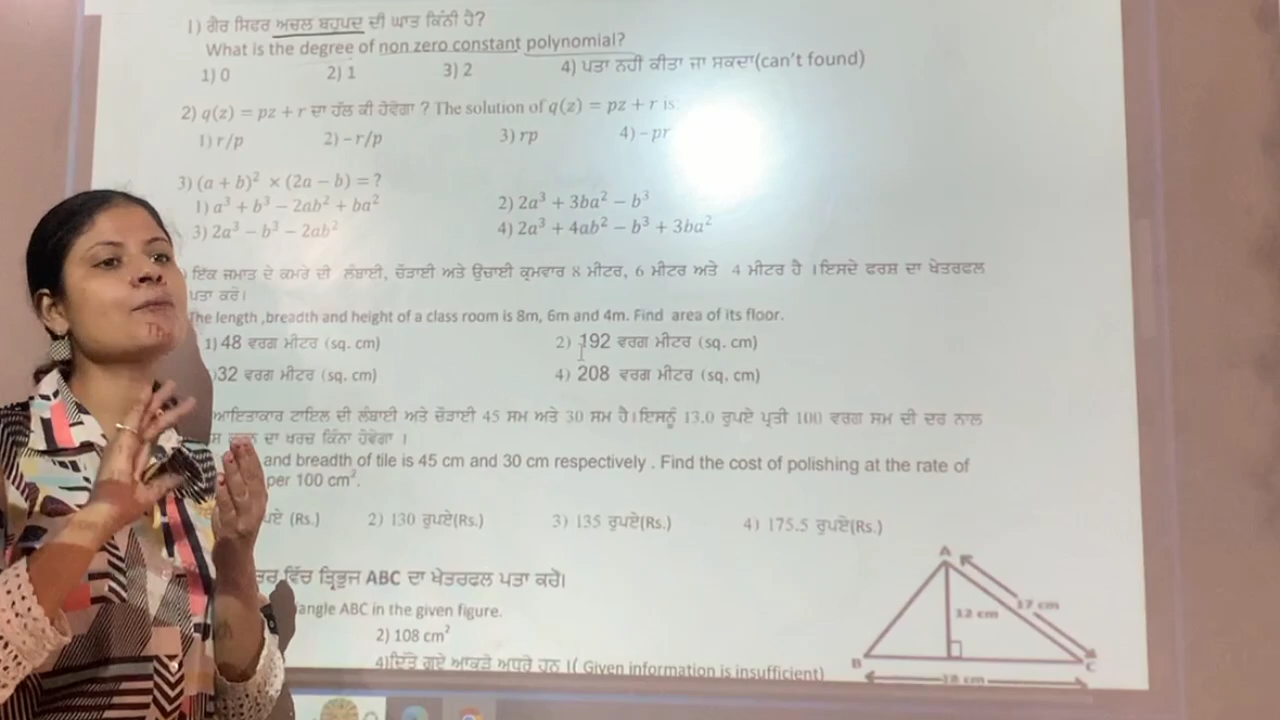 1) ਗੈਰ ਸਿਫਰ ਅਚਲ ਬਹੁਪਦ ਦੀ ਘਾਤ ਕਿੰਨੀ ਹੈ?
What is the degree of non zero constant polynomial?
1) 0 2) 1 3) 2 4) ਪਤਾ ਨਹੀ ਕੀਤਾ ਜਾ ਸਕਦਾ(can't found)
2) q(z) = pz + r ਦਾ ਹੱਲ ਕੀ ਹੋਵੇਗਾ ? The solution of q(z) = pz + r is
1) r/p 2) -r/p 3) rp 4) -pr
3) (a + b)² × (2a − b) = ?
1) a³ + b³ − 2ab² + ba² 2) 2a³ + 3ba² − b³
3) 2a³ − b³ − 2ab² 4) 2a³ + 4ab² − b³ + 3ba²
ਇੱਕ ਜਮਾਤ ਦੇ ਕਮਰੇ ਦੀ ਲੰਬਾਈ, ਚੌੜਾਈ ਅਤੇ ਉਚਾਈ ਕ੍ਰਮਵਾਰ 8 ਮੀਟਰ, 6 ਮੀਟਰ ਅਤੇ 4 ਮੀਟਰ ਹੈ । ਇਸਦੇ ਫਰਸ਼ ਦਾ ਖੇਤਰਫਲ
ਪਤਾ ਕਰੋ।
The length ,breadth and height of a class room is 8m, 6m and 4m. Find area of its floor.
1) 48 ਵਰਗ ਮੀਟਰ (sq. cm) 2) 192 ਵਰਗ ਮੀਟਰ (sq. cm)
)32 ਵਰਗ ਮੀਟਰ (sq. cm) 4) 208 ਵਰਗ ਮੀਟਰ (sq. cm)
ਆਇਤਾਕਾਰ ਟਾਇਲ ਦੀ ਲੰਬਾਈ ਅਤੇ ਚੌੜਾਈ 45 ਸਮ ਅਤੇ 30 ਸਮ ਹੈ।ਇਸਨੂੰ 13.0 ਰੁਪਏ ਪ੍ਰਤੀ 100 ਵਰਗ ਸਮ ਦੀ ਦਰ ਨਾਲ
ਦਾ ਖਰਚ ਕਿੰਨਾ ਹੋਵੇਗਾ ।
and breadth of tile is 45 cm and 30 cm respectively . Find the cost of polishing at the rate of
per 100 cm².
(Rs.) 2) 130 ਰੁਪਏ(Rs.) 3) 135 ਰੁਪਏ(Rs.) 4) 175.5 ਰੁਪਏ(Rs.)
ਵਿੱਚ ਤ੍ਰਿਭੁਜ ABC ਦਾ ਖੇਤਰਫਲ ਪਤਾ ਕਰੋ।
ABC in the given figure.
2) 108 cm²
4)ਦਿੱਤੇ ਗਏ ਆਕੜੇ ਅਧੂਰੇ ਹਨ ।( Given information is insufficient)
A
12 cm 17 cm
B C
18 cm